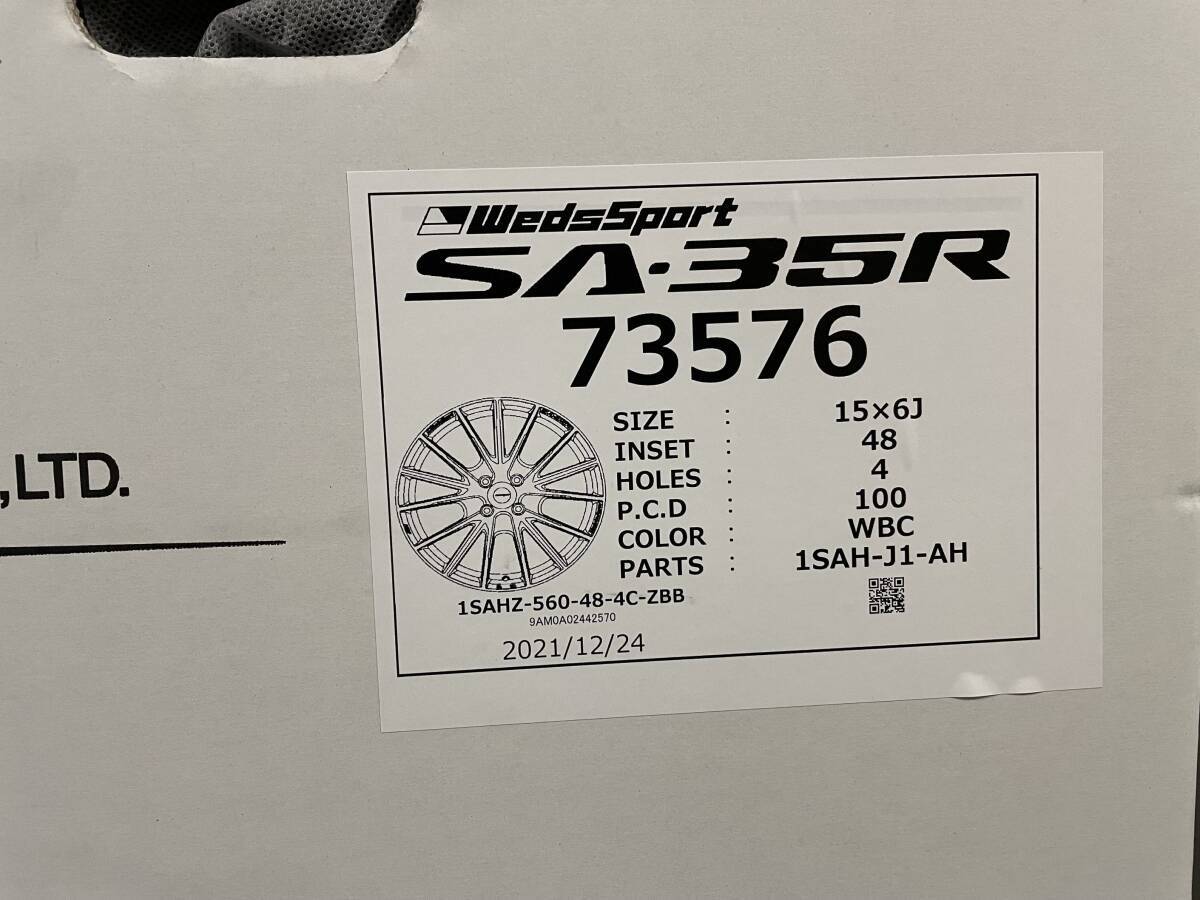 WedsSport
SA-35R
73576
SIZE : 15×6J
INSET : 48
HOLES : 4
P.C.D : 100
COLOR : WBC
PARTS : 1SAH-J1-AH
1SAHZ-560-48-4C-ZBB
9AM0A02442570
2021/12/24
,LTD.